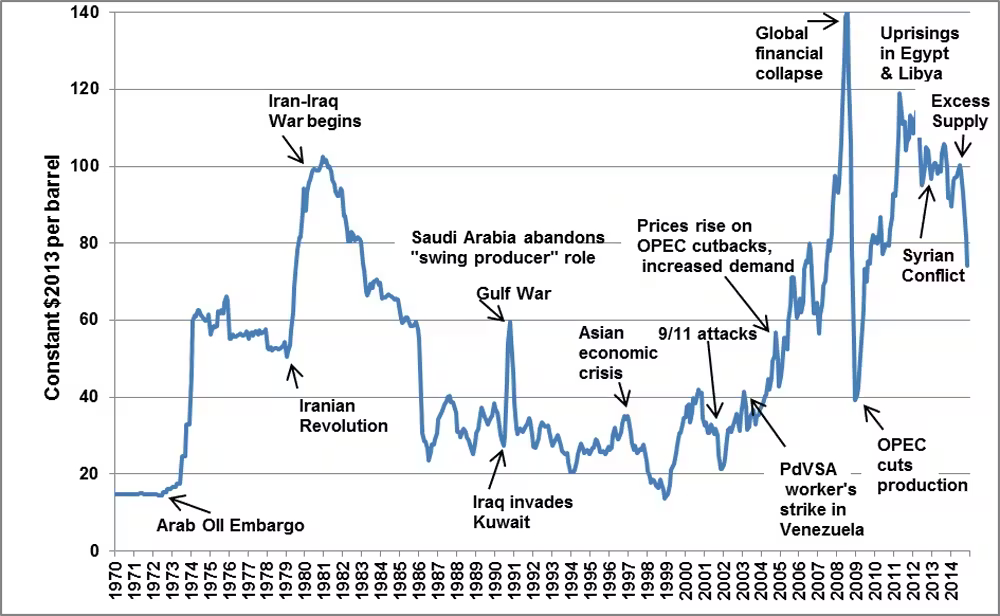 Constant $2013 per barrel
140
120
100
80
60
40
20
0
Arab OIl Embargo
Iranian
Revolution
Iran-Iraq
War begins
Saudi Arabia abandons
"swing producer" role
Gulf War
Iraq invades
Kuwait
Asian
economic
crisis
9/11 attacks
Prices rise on
OPEC cutbacks,
increased demand
PdVSA
worker's
strike in
Venezuela
Global
financial
collapse
OPEC
cuts
production
Uprisings
in Egypt
& Libya
Syrian
Conflict
Excess
Supply
1970
1971
1972
1973
1974
1975
1976
1977
1978
1979
1980
1981
1982
1983
1984
1985
1986
1987
1988
1989
1990
1991
1992
1993
1994
1995
1996
1997
1998
1999
2000
2001
2002
2003
2004
2005
2006
2007
2008
2009
2010
2011
2012
2013
2014